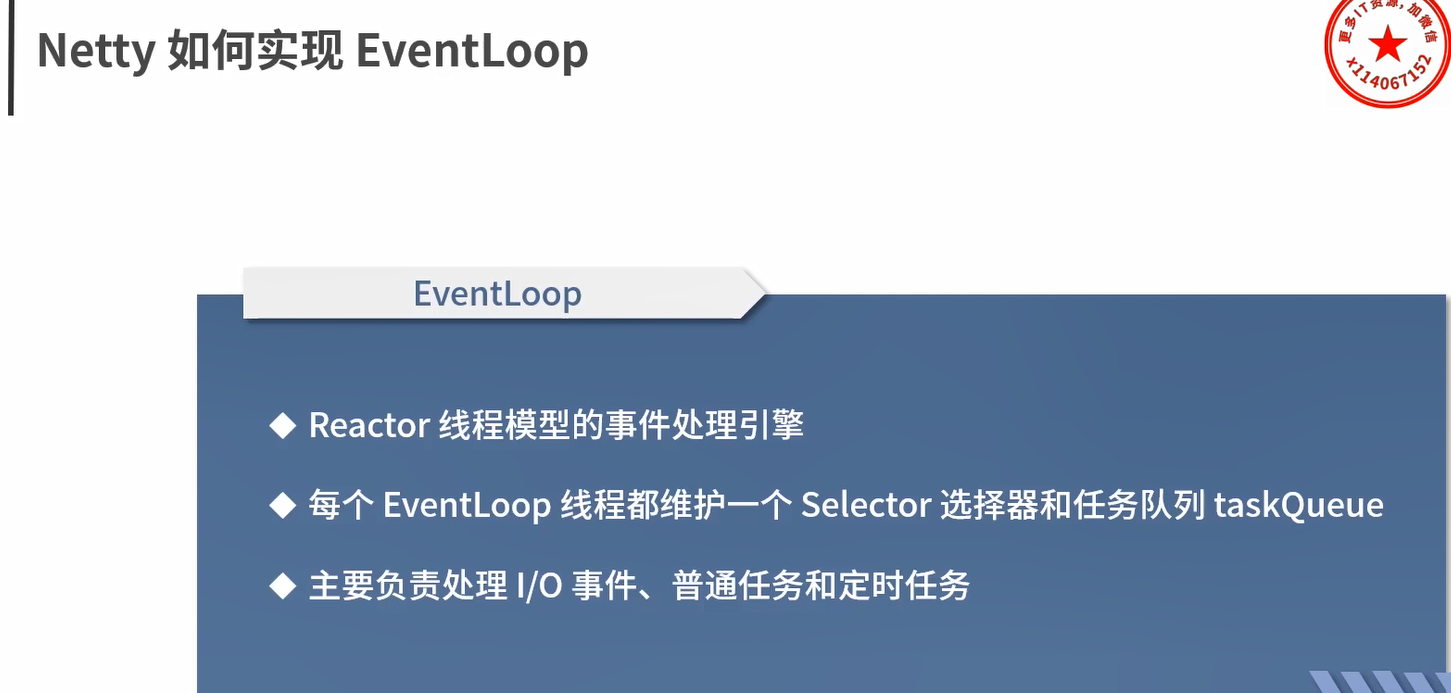 Netty 如何实现 EventLoop
更多IT资源,加微信
x114067152
EventLoop
◆ Reactor 线程模型的事件处理引擎
◆ 每个 EventLoop 线程都维护一个 Selector 选择器和任务队列 taskQueue
◆ 主要负责处理 I/O 事件、普通任务和定时任务